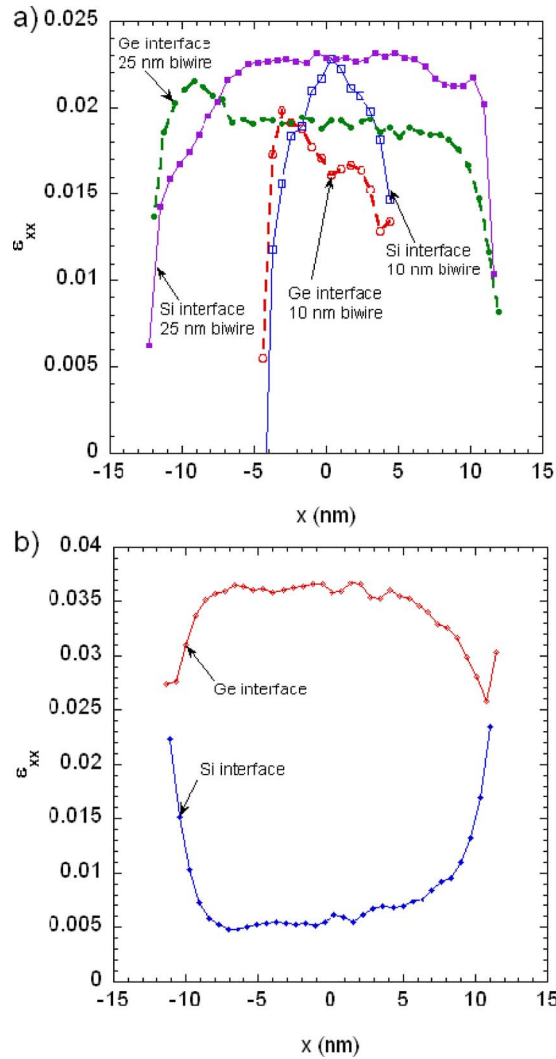 a)
0.025
0.02
0.015
0.01
0.005
0
εxx
Ge interface
25 nm biwire
Si interface
25 nm biwire
Ge interface
10 nm biwire
Si interface
10 nm biwire
-15 -10 -5 0 5 10 15
x (nm)
b)
0.04
0.035
0.03
0.025
0.02
0.015
0.01
0.005
0
εxx
Ge interface
Si interface
-15 -10 -5 0 5 10 15
x (nm)